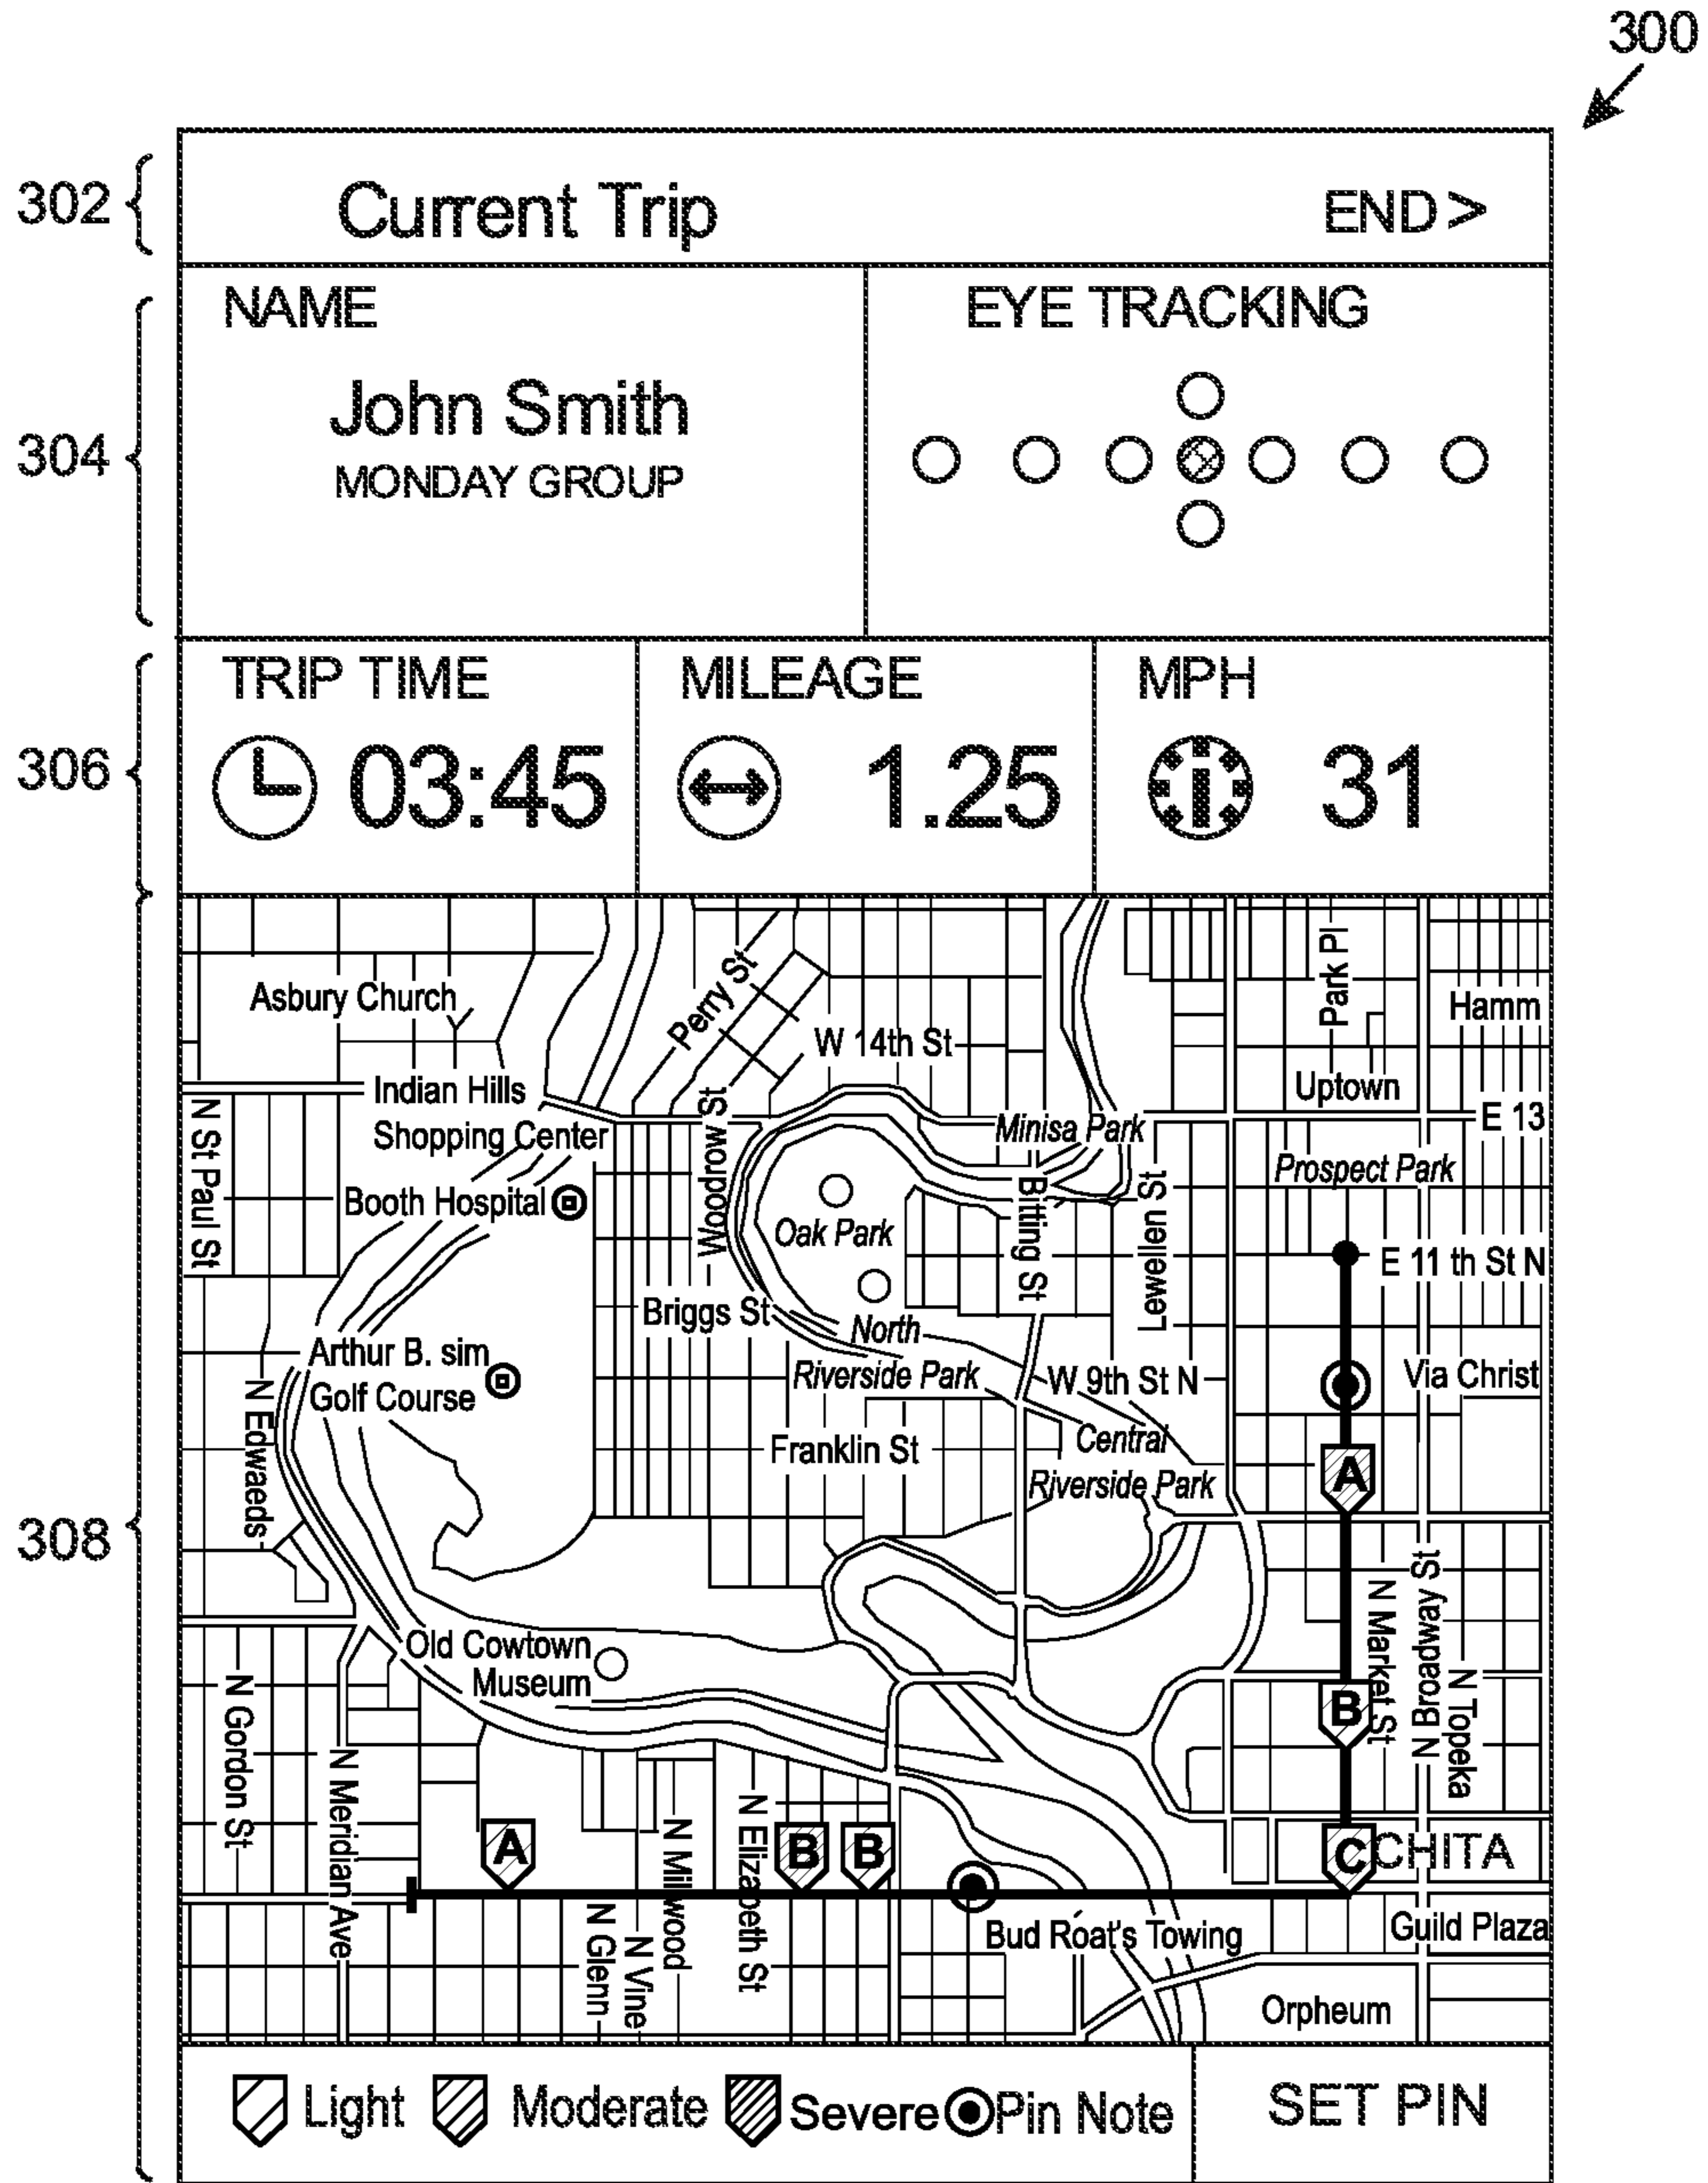 300
302
Current Trip
END >
304
NAME
John Smith
MONDAY GROUP
EYE TRACKING
306
TRIP TIME
03:45
MILEAGE
1.25
MPH
31
308
Asbury Church
Perry St
W 14th St
Park Pl
Hamm
Uptown
Indian Hills
Shopping Center
N St Paul St
Woodrow St
Minisa Park
E 13
Prospect Park
Booth Hospital
Oak Park
Bitting St
Lewellen St
E 11 th St N
Briggs St
North
Riverside Park
Arthur B. sim
Golf Course
W 9th St N
Via Christ
N Edwaeds
Franklin St
Central
Riverside Park
A
Old Cowtown
Museum
N Market St
N Broadway St
N Topeka
B
N Gordon St
N Meridian Ave
A
N Millwood
N Elizabeth St
B
B
C
CHITA
N Glenn
N Vine
Bud Roat's Towing
Guild Plaza
Orpheum
Light
Moderate
Severe
Pin Note
SET PIN